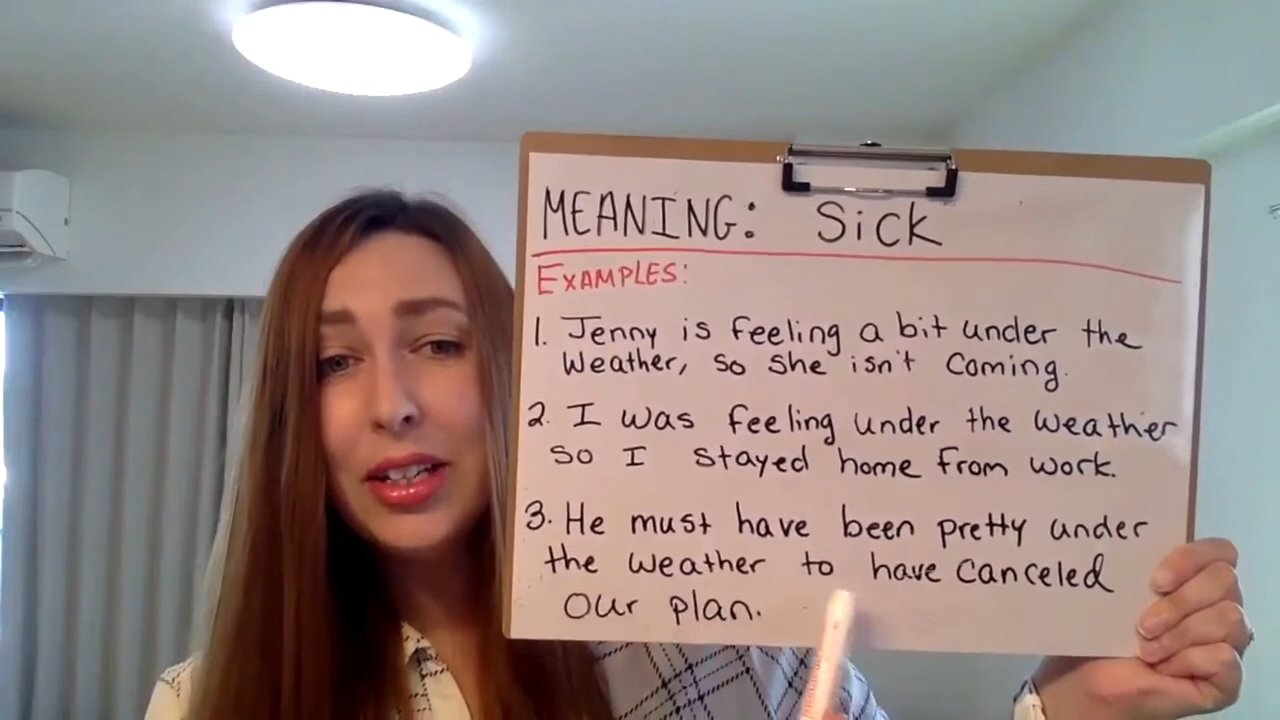 MEANING: Sick
EXAMPLES:
1. Jenny is feeling a bit under the
weather, so she isn't coming.
2. I was feeling under the weather
so I stayed home from work.
3. He must have been pretty under
the weather to have canceled
our plan.